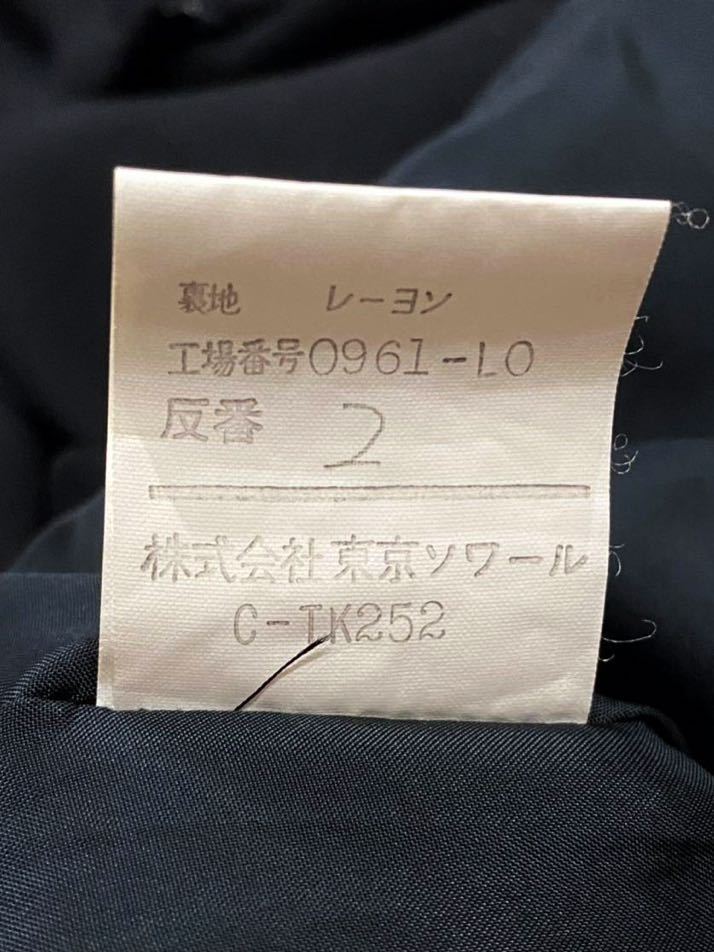 裏地 レーヨン
工場番号0961-LO
反番 2
株式会社 東京ソワール
C-TK252